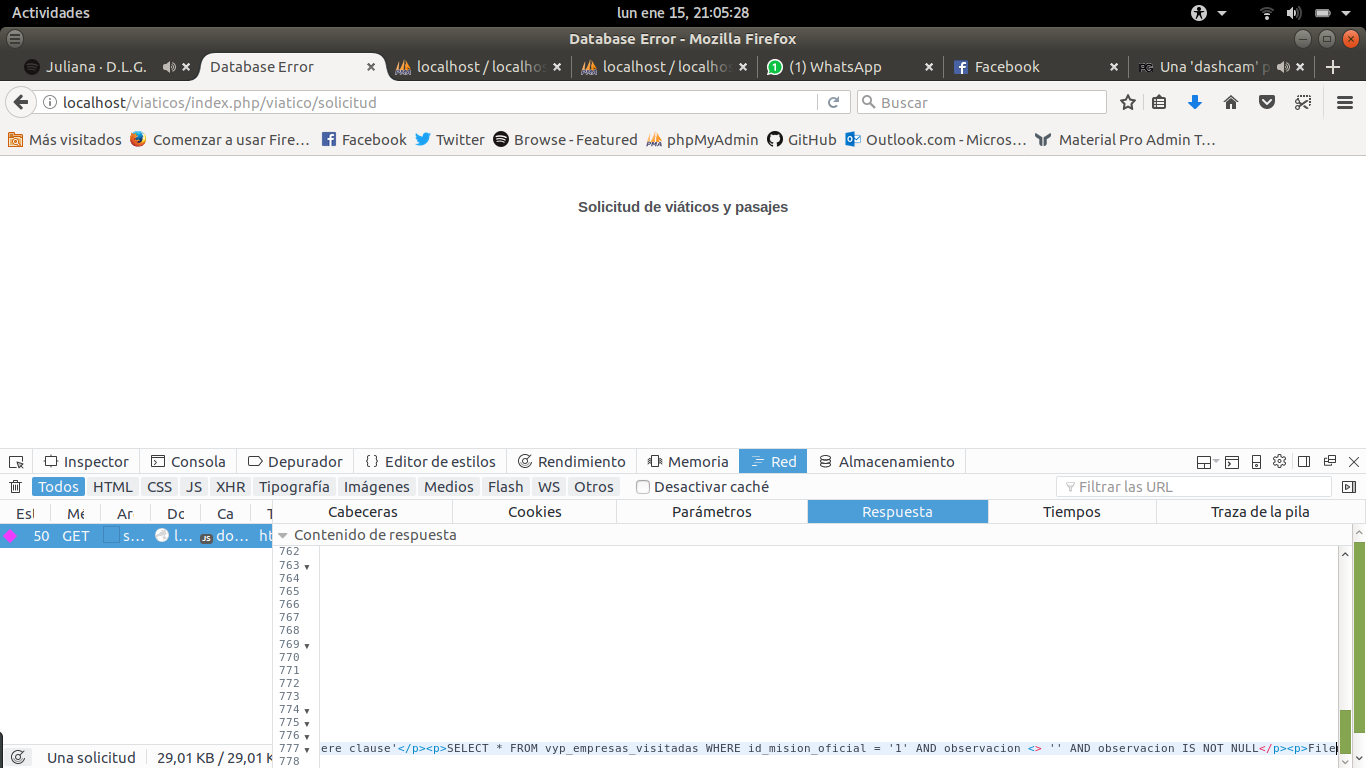 Actividades lun ene 15, 21:05:28
Database Error - Mozilla Firefox
Juliana · D.L.G. Database Error localhost / localho localhost / localho (1) WhatsApp Facebook Una 'dashcam' p
localhost/viaticos/index.php/viatico/solicitud Buscar
Más visitados Comenzar a usar Fire... Facebook Twitter Browse - Featured phpMyAdmin GitHub Outlook.com - Micros... Material Pro Admin T...
Solicitud de viáticos y pasajes
Inspector Consola Depurador Editor de estilos Rendimiento Memoria Red Almacenamiento
Todos HTML CSS JS XHR Tipografía Imágenes Medios Flash WS Otros Desactivar caché Filtrar las URL
Est Mé Ar Dc Ca T Cabeceras Cookies Parámetros Respuesta Tiempos Traza de la pila
50 GET s... l... JS do... ht Contenido de respuesta
762
763
764
765
766
767
768
769
770
771
772
773
774
775
776
777 ere clause'</p><p>SELECT * FROM vyp_empresas_visitadas WHERE id_mision_oficial = '1' AND observacion <> '' AND observacion IS NOT NULL</p><p>File
778
Una solicitud 29,01 KB / 29,01 K